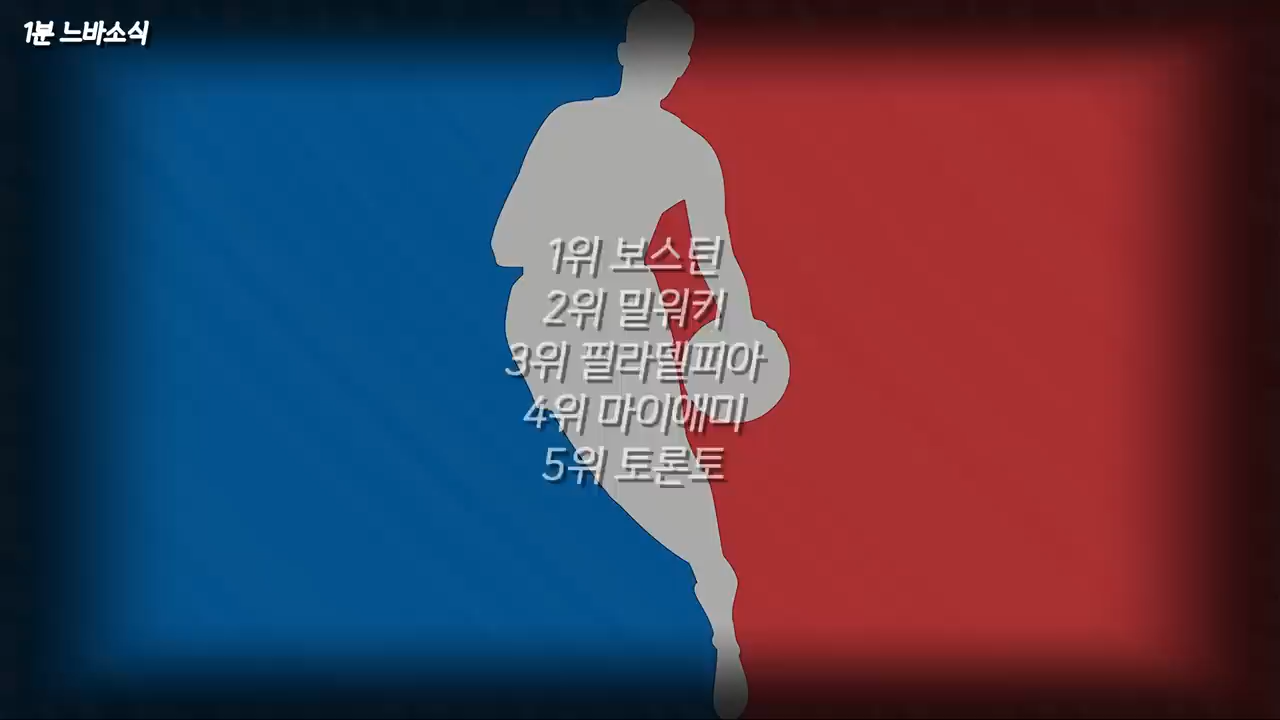 1분 느바소식
1위 보스턴
2위 밀워키
3위 필라델피아
4위 마이애미
5위 토론토